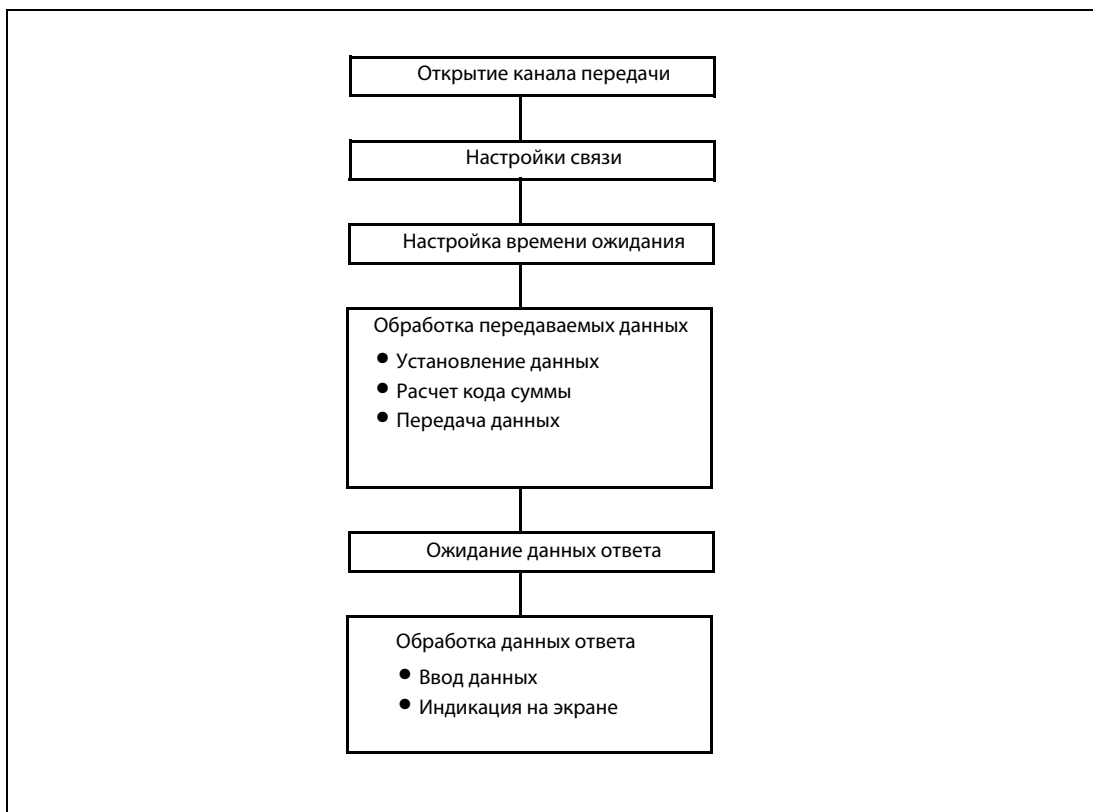 Открытие канала передачи
Настройки связи
Настройка времени ожидания
Обработка передаваемых данных
● Установление данных
● Расчет кода суммы
● Передача данных
Ожидание данных ответа
Обработка данных ответа
● Ввод данных
● Индикация на экране